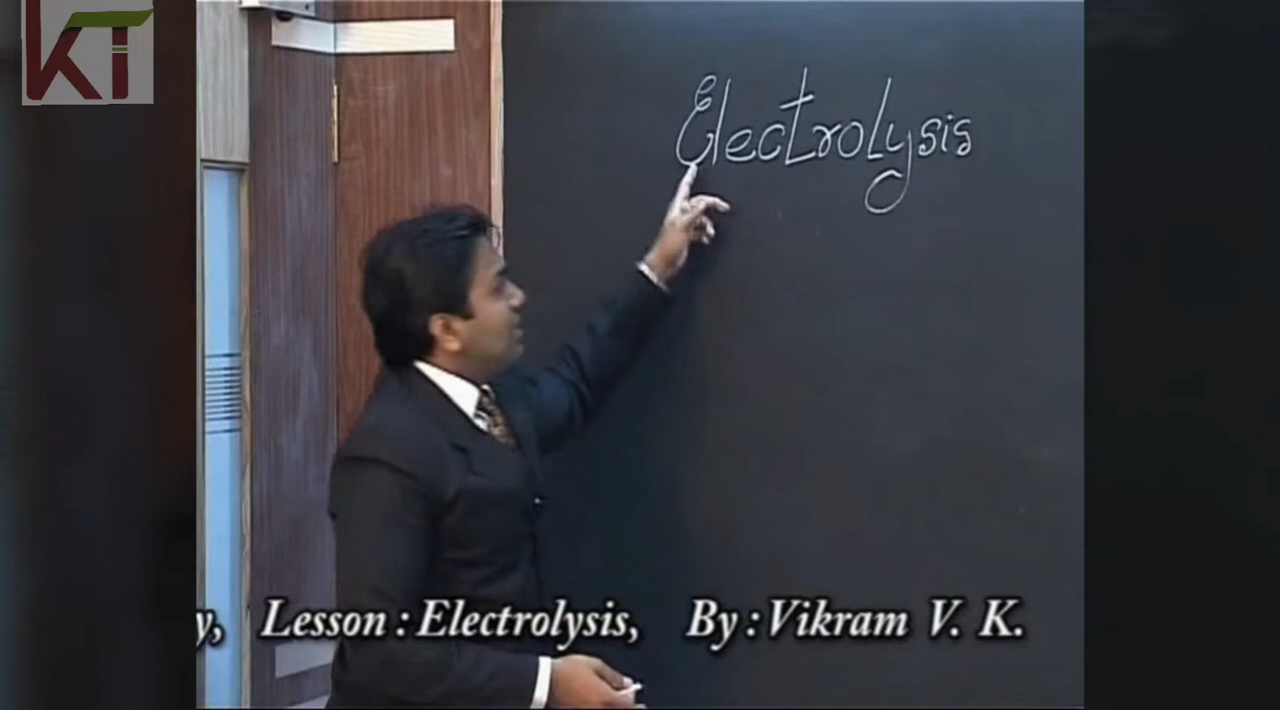 KT
Electrolysis
y, Lesson : Electrolysis, By : Vikram V. K.